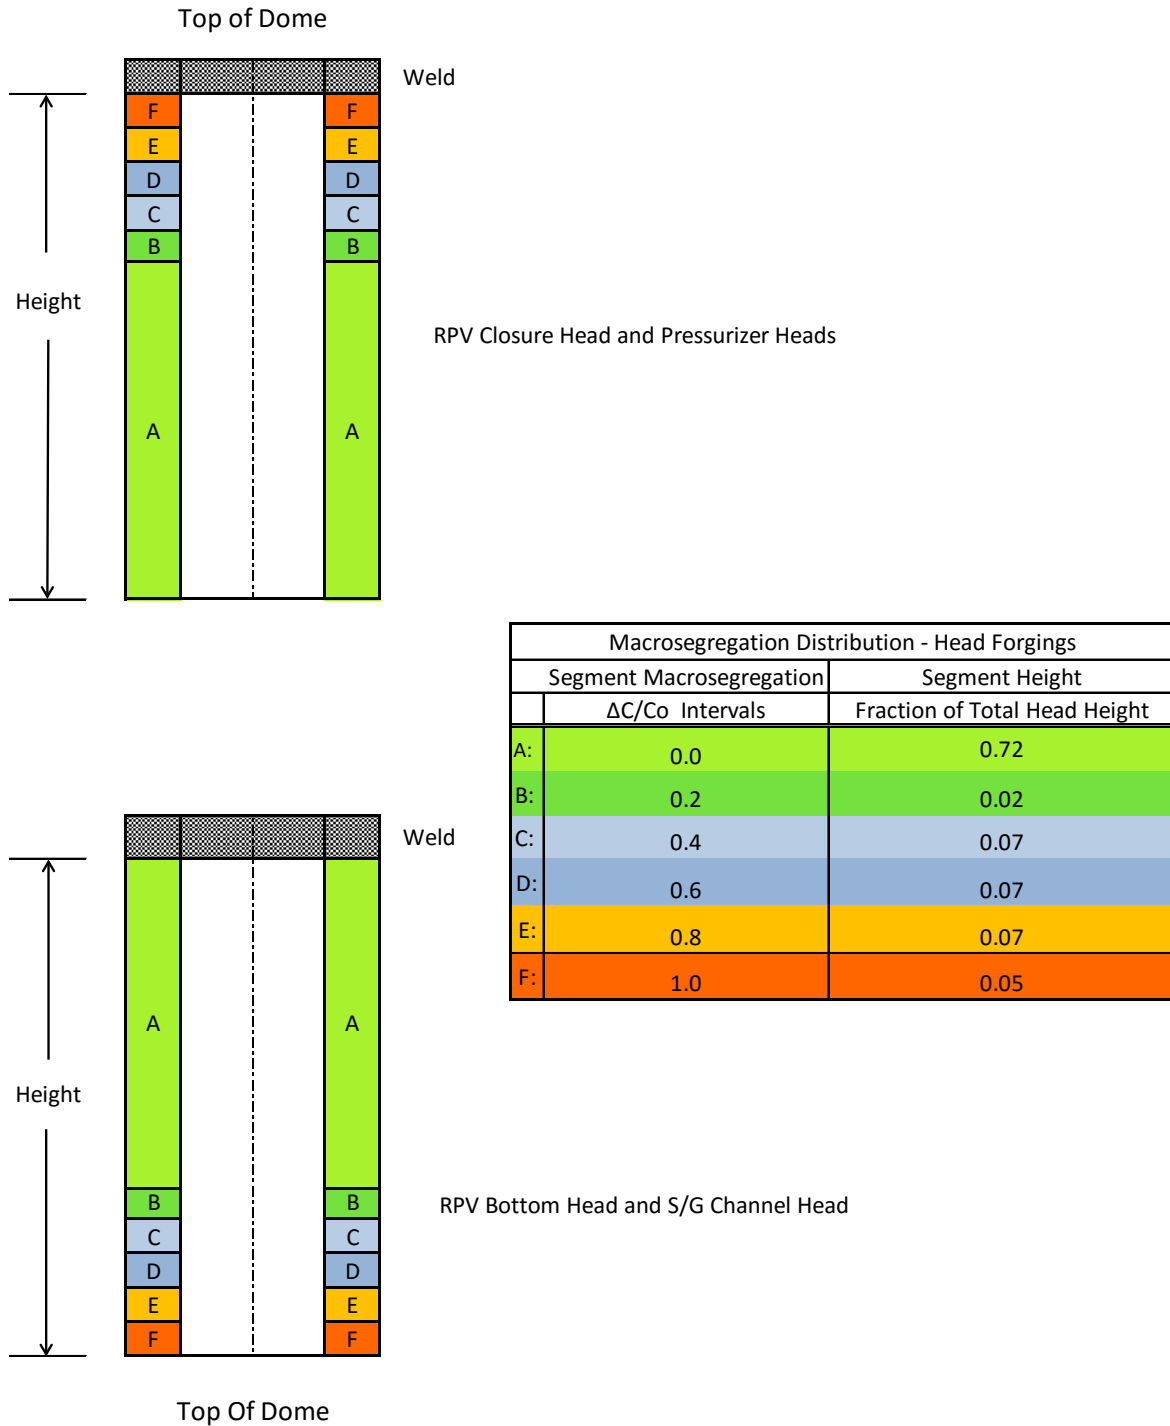 Top of Dome
Weld
F F
E E
D D
C C
B B
Height
RPV Closure Head and Pressurizer Heads
A A
Macrosegregation Distribution - Head Forgings
Segment Macrosegregation Segment Height
ΔC/Co Intervals Fraction of Total Head Height
A: 0.0 0.72
B: 0.2 0.02
C: 0.4 0.07
D: 0.6 0.07
E: 0.8 0.07
F: 1.0 0.05
Weld
A A
Height
B B
RPV Bottom Head and S/G Channel Head
C C
D D
E E
F F
Top Of Dome